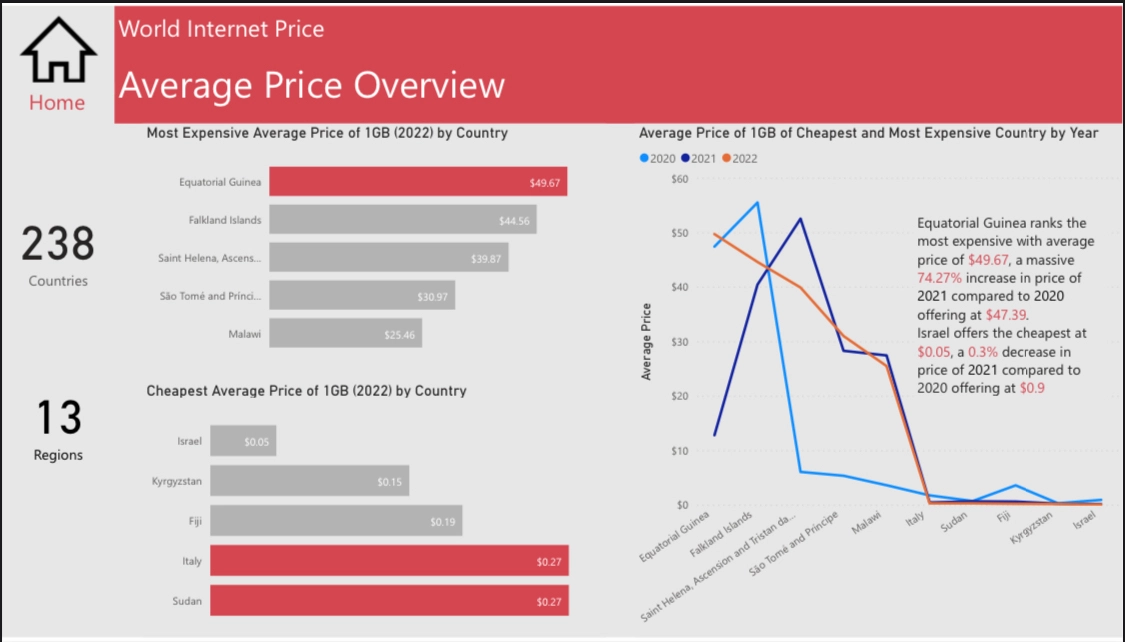 World Internet Price
Average Price Overview
Home
238
Countries
13
Regions
Most Expensive Average Price of 1GB (2022) by Country
Equatorial Guinea $49.67
Falkland Islands $44.56
Saint Helena, Ascens... $39.87
São Tomé and Princi... $30.97
Malawi $25.46
Cheapest Average Price of 1GB (2022) by Country
Israel $0.05
Kyrgyzstan $0.15
Fiji $0.19
Italy $0.27
Sudan $0.27
Average Price of 1GB of Cheapest and Most Expensive Country by Year
2020 2021 2022
Average Price
$60
$50
$40
$30
$20
$10
$0
Equatorial Guinea
Falkland Islands
Saint Helena, Ascension and Tristan da...
São Tomé and Príncipe
Malawi
Italy
Sudan
Fiji
Kyrgyzstan
Israel
Equatorial Guinea ranks the
most expensive with average
price of $49.67, a massive
74.27% increase in price of
2021 compared to 2020
offering at $47.39.
Israel offers the cheapest at
$0.05, a 0.3% decrease in
price of 2021 compared to
2020 offering at $0.9